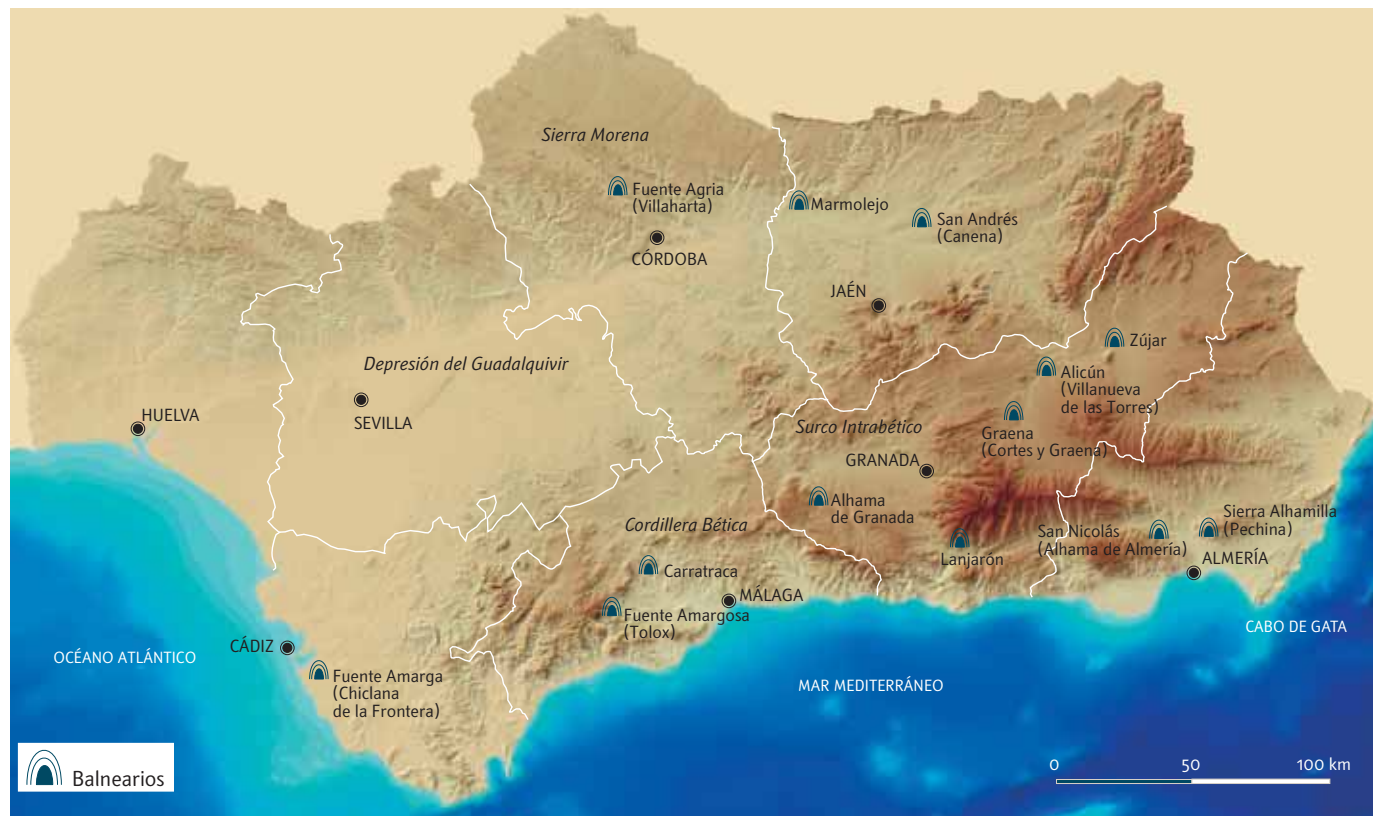 Sierra Morena
Fuente Agria
(Villaharta)
Marmolejo
San Andrés
(Canena)
CÓRDOBA
JAÉN
Zújar
Depresión del Guadalquivir
Alicún
(Villanueva
de las Torres)
HUELVA
SEVILLA
Surco Intrabético
Graena
(Cortes y Graena)
GRANADA
Alhama
de Granada
Cordillera Bética
Lanjarón
San Nicolás
(Alhama de Almería)
Sierra Alhamilla
(Pechina)
ALMERÍA
Carratraca
MÁLAGA
Fuente Amargosa
(Tolox)
CABO DE GATA
CÁDIZ
OCÉANO ATLÁNTICO
Fuente Amarga
(Chiclana
de la Frontera)
MAR MEDITERRÁNEO
Balnearios
0 50 100 km